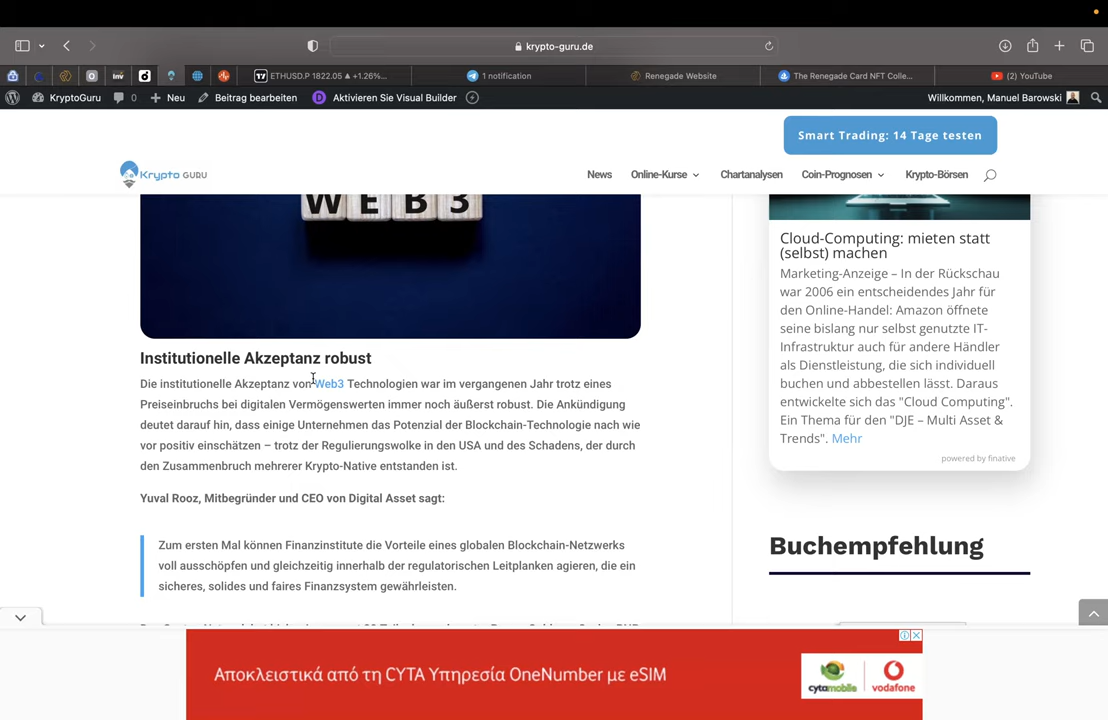 krypto-guru.de
ETHUSD.P 1822.05 ▲ +1.26%...
1 notification
Renegade Website
The Renegade Card NFT Colle...
(2) YouTube
KryptoGuru
0
Neu
Beitrag bearbeiten
Aktivieren Sie Visual Builder
Willkommen, Manuel Barowski
Smart Trading: 14 Tage testen
Krypto GURU
News
Online-Kurse
Chartanalysen
Coin-Prognosen
Krypto-Börsen
WEB3
Institutionelle Akzeptanz robust
Die institutionelle Akzeptanz von Web3 Technologien war im vergangenen Jahr trotz eines
Preiseinbruchs bei digitalen Vermögenswerten immer noch äußerst robust. Die Ankündigung
deutet darauf hin, dass einige Unternehmen das Potenzial der Blockchain-Technologie nach wie
vor positiv einschätzen – trotz der Regulierungswolke in den USA und des Schadens, der durch
den Zusammenbruch mehrerer Krypto-Native entstanden ist.
Yuval Rooz, Mitbegründer und CEO von Digital Asset sagt:
Zum ersten Mal können Finanzinstitute die Vorteile eines globalen Blockchain-Netzwerks
voll ausschöpfen und gleichzeitig innerhalb der regulatorischen Leitplanken agieren, die ein
sicheres, solides und faires Finanzsystem gewährleisten.
Cloud-Computing: mieten statt
(selbst) machen
Marketing-Anzeige – In der Rückschau
war 2006 ein entscheidendes Jahr für
den Online-Handel: Amazon öffnete
seine bislang nur selbst genutzte IT-
Infrastruktur auch für andere Händler
als Dienstleistung, die sich individuell
buchen und abbestellen lässt. Daraus
entwickelte sich das "Cloud Computing".
Ein Thema für den "DJE – Multi Asset &
Trends". Mehr
powered by finative
Buchempfehlung
Αποκλειστικά από τη CYTA Υπηρεσία OneNumber με eSIM
cytamobile
vodafone